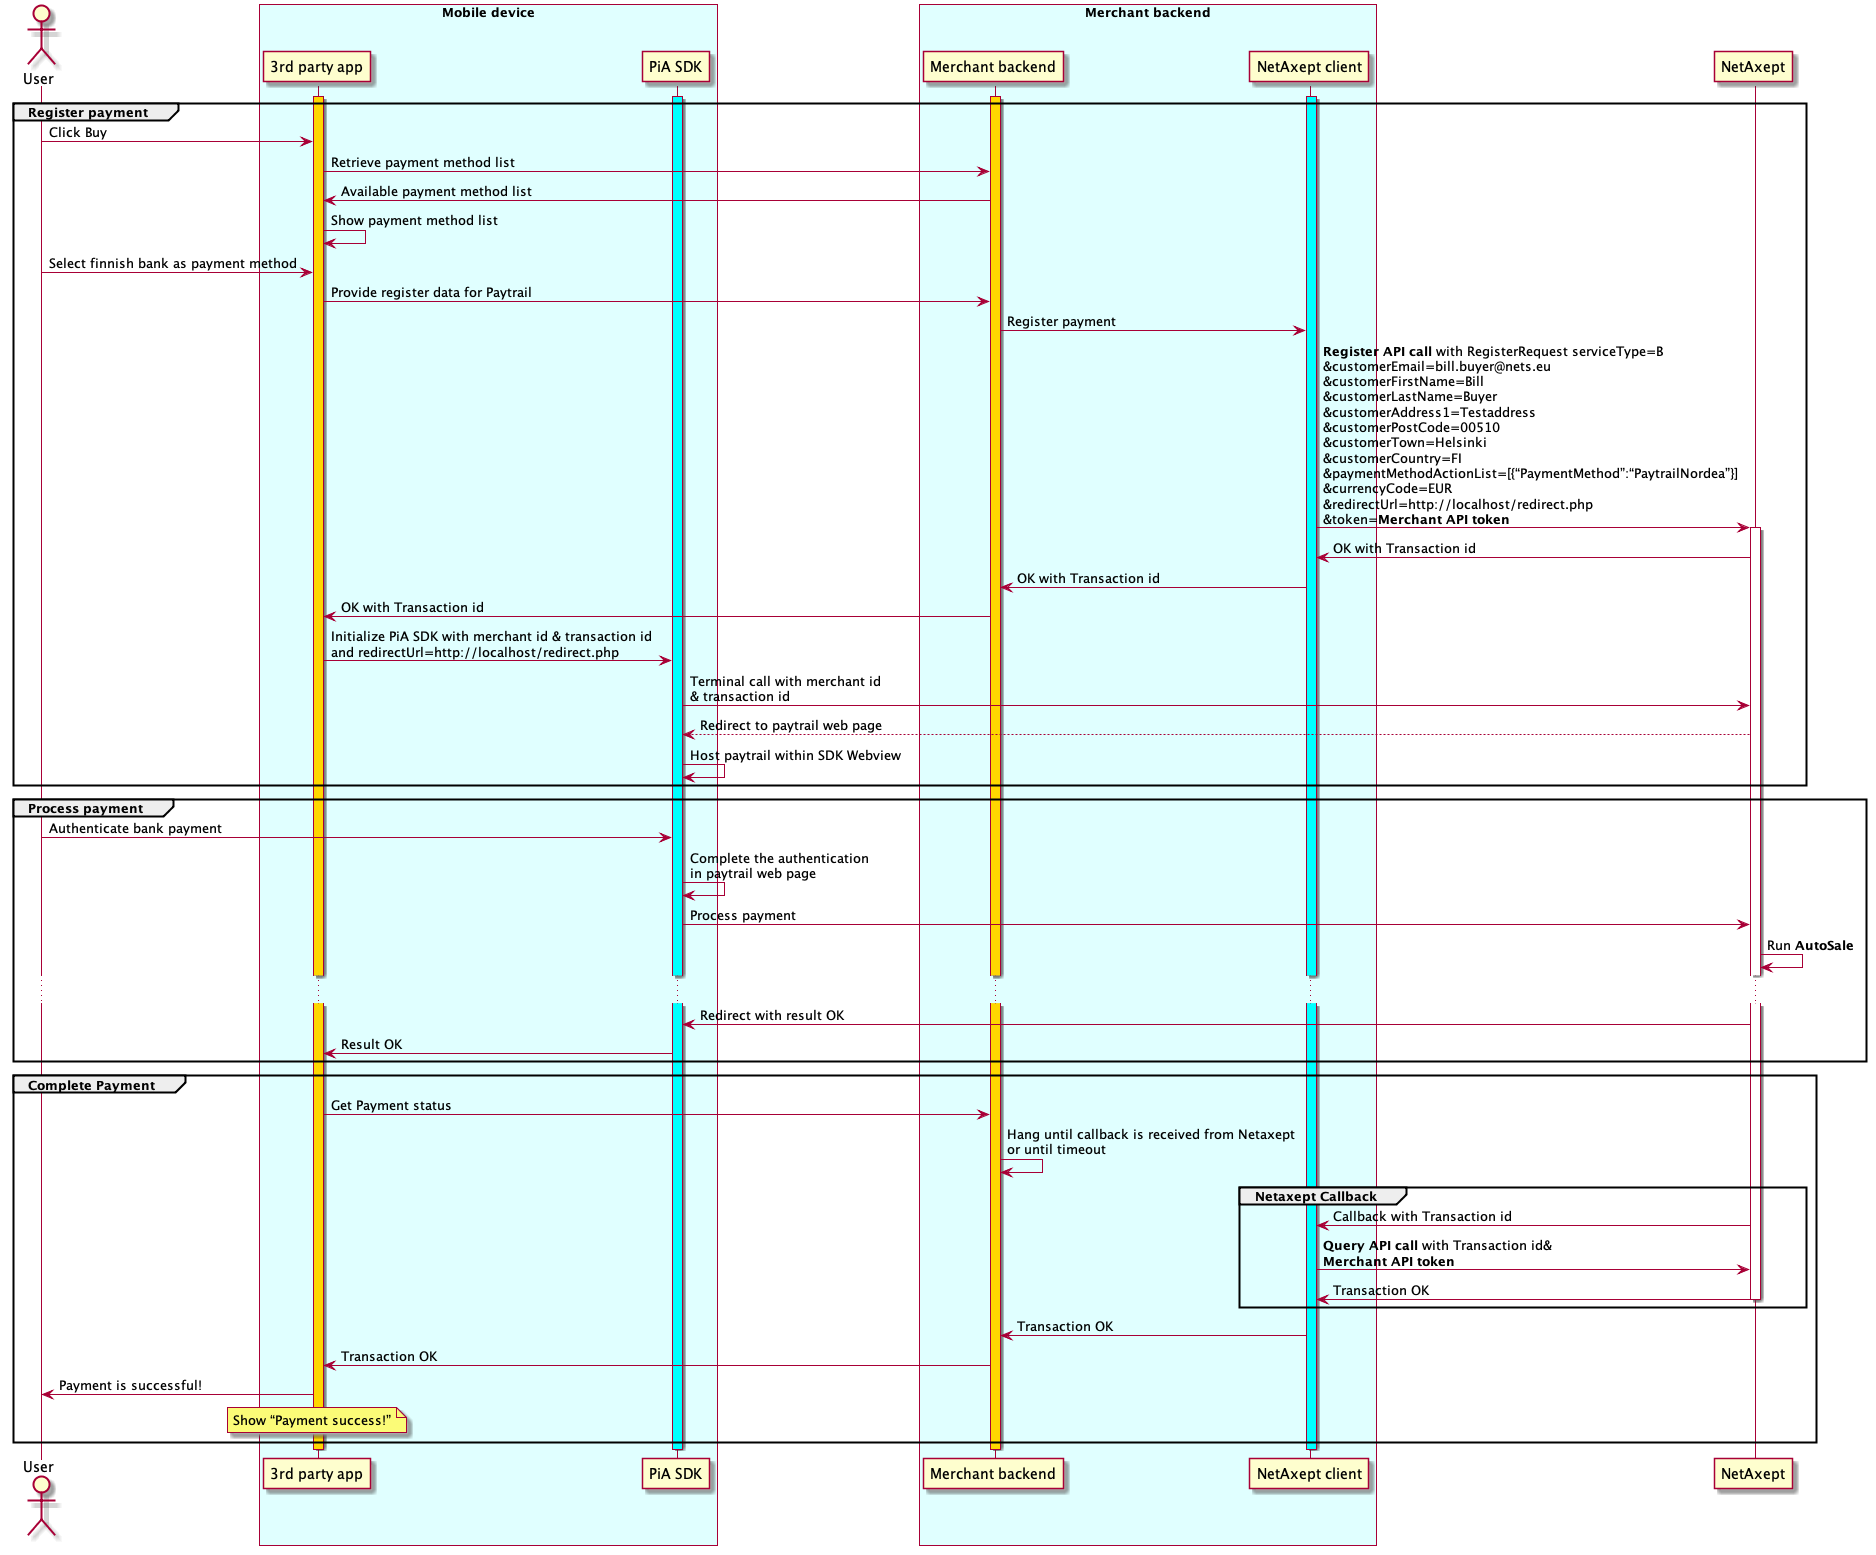 Mobile device
Merchant backend
User
3rd party app
PiA SDK
Merchant backend
NetAxept client
NetAxept
Register payment
Click Buy
Retrieve payment method list
Available payment method list
Show payment method list
Select finnish bank as payment method
Provide register data for Paytrail
Register payment
Register API call with RegisterRequest serviceType=B
&customerEmail=bill.buyer@nets.eu
&customerFirstName=Bill
&customerLastName=Buyer
&customerAddress1=Testaddress
&customerPostCode=00510
&customerTown=Helsinki
&customerCountry=FI
&paymentMethodActionList=[{“PaymentMethod”:“PaytrailNordea”}]
&currencyCode=EUR
&redirectUrl=http://localhost/redirect.php
&token=Merchant API token
OK with Transaction id
OK with Transaction id
OK with Transaction id
Initialize PiA SDK with merchant id & transaction id
and redirectUrl=http://localhost/redirect.php
Terminal call with merchant id
& transaction id
Redirect to paytrail web page
Host paytrail within SDK Webview
Process payment
Authenticate bank payment
Complete the authentication
in paytrail web page
Process payment
Run AutoSale
Redirect with result OK
Result OK
Complete Payment
Get Payment status
Hang until callback is received from Netaxept
or until timeout
Netaxept Callback
Callback with Transaction id
Query API call with Transaction id&
Merchant API token
Transaction OK
Transaction OK
Transaction OK
Payment is successful!
Show “Payment success!”
User
3rd party app
PiA SDK
Merchant backend
NetAxept client
NetAxept